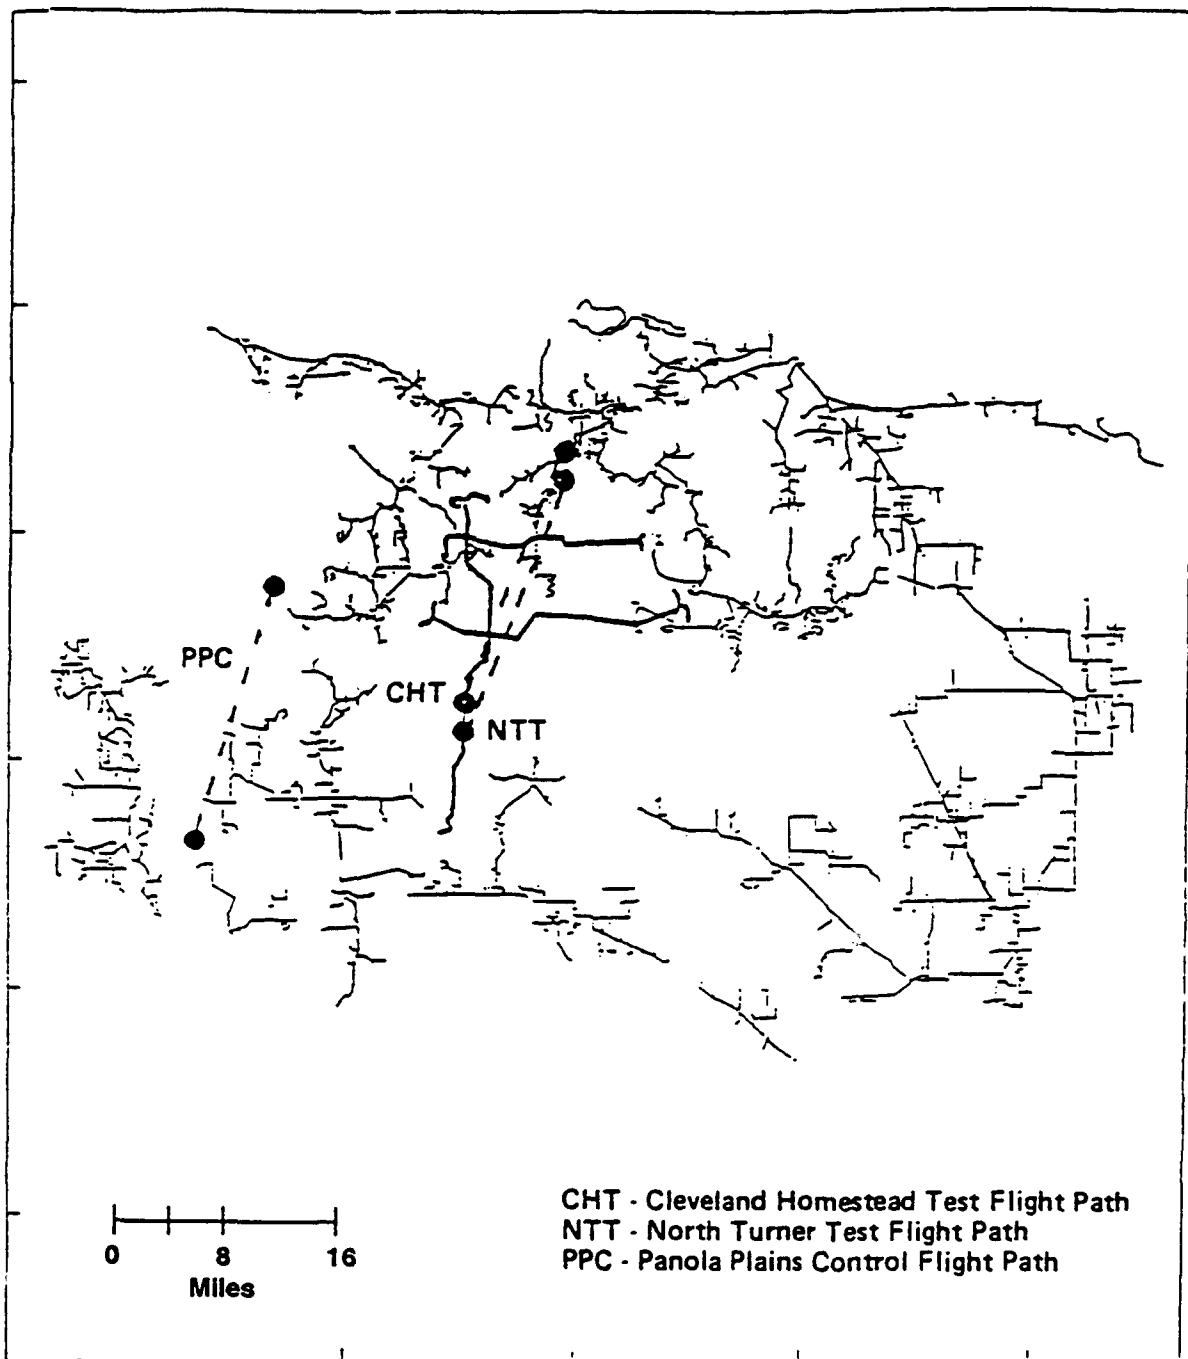 PPC
CHT
NTT
CHT - Cleveland Homestead Test Flight Path
NTT - North Turner Test Flight Path
PPC - Panola Plains Control Flight Path
0 8 16
Miles